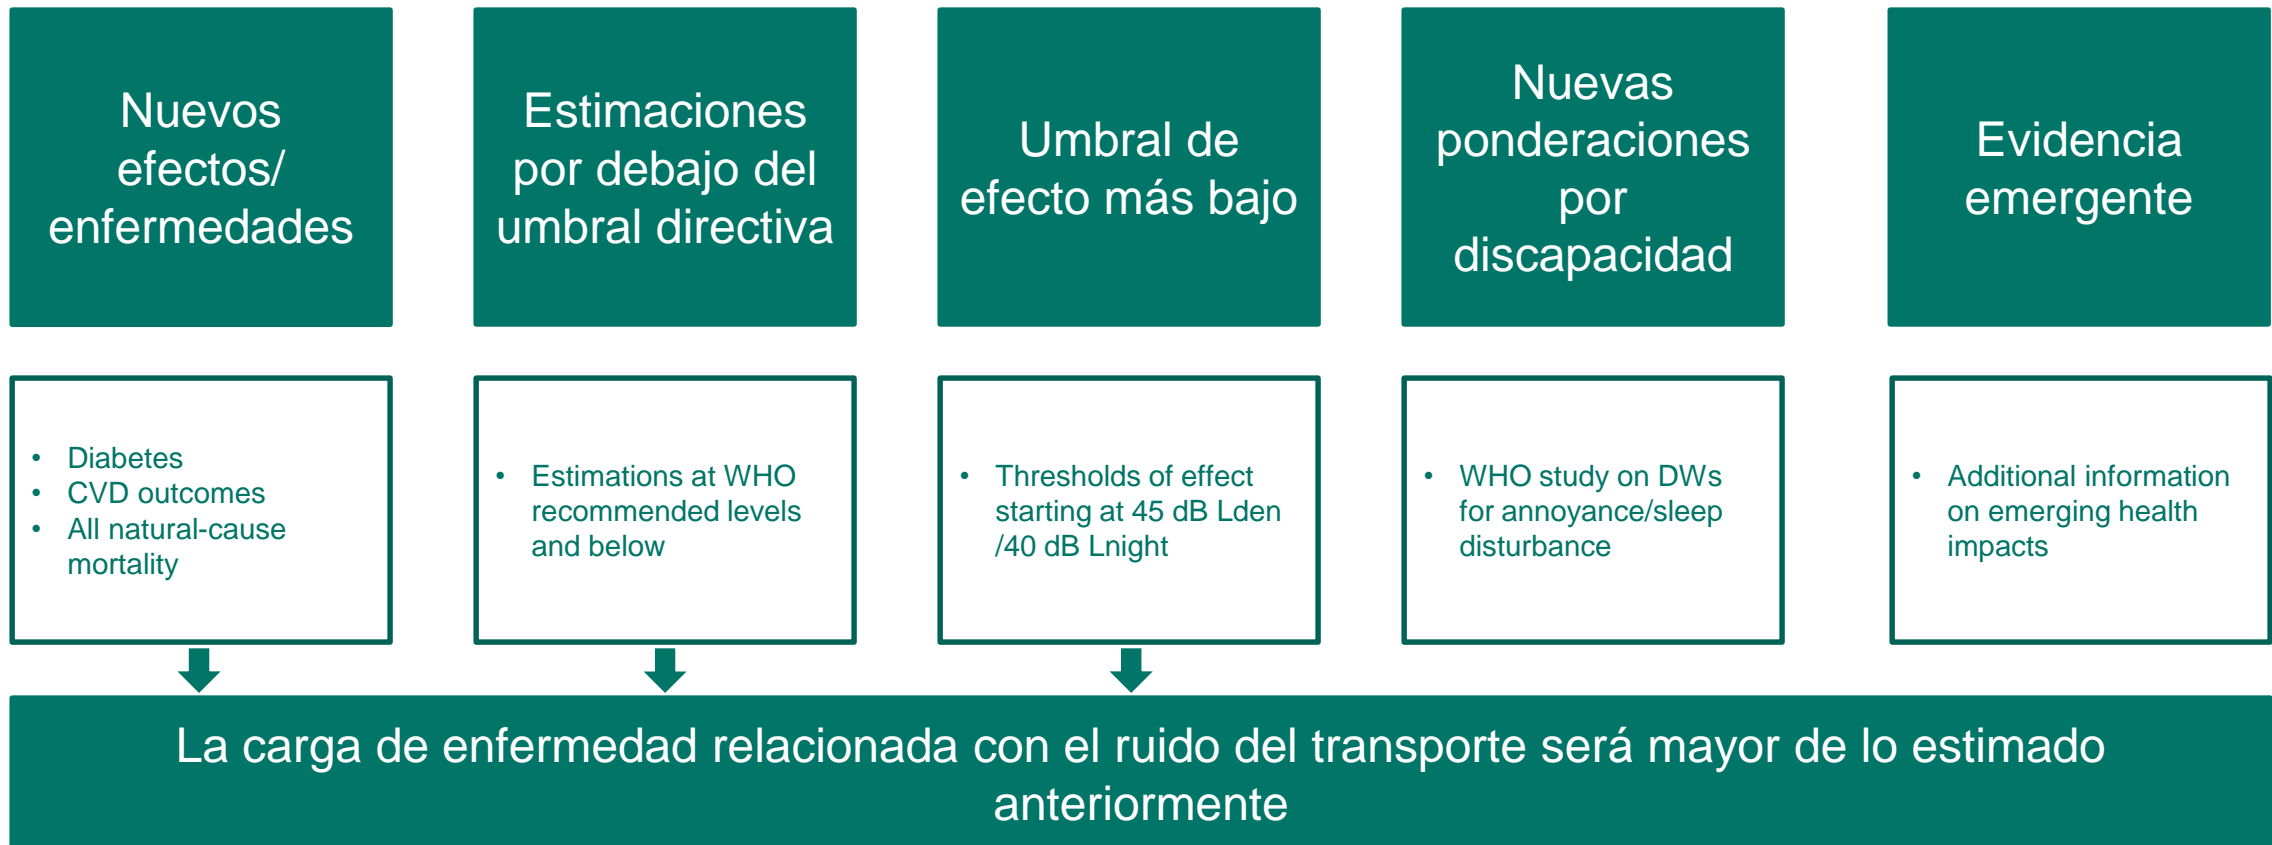 Nuevos
efectos/
enfermedades
Estimaciones
por debajo del
umbral directiva
Umbral de
efecto más bajo
Nuevas
ponderaciones
por
discapacidad
Evidencia
emergente
• Diabetes
• CVD outcomes
• All natural-cause
mortality
• Estimations at WHO
recommended levels
and below
• Thresholds of effect
starting at 45 dB Lden
/40 dB Lnight
• WHO study on DWs
for annoyance/sleep
disturbance
• Additional information
on emerging health
impacts
La carga de enfermedad relacionada con el ruido del transporte será mayor de lo estimado
anteriormente